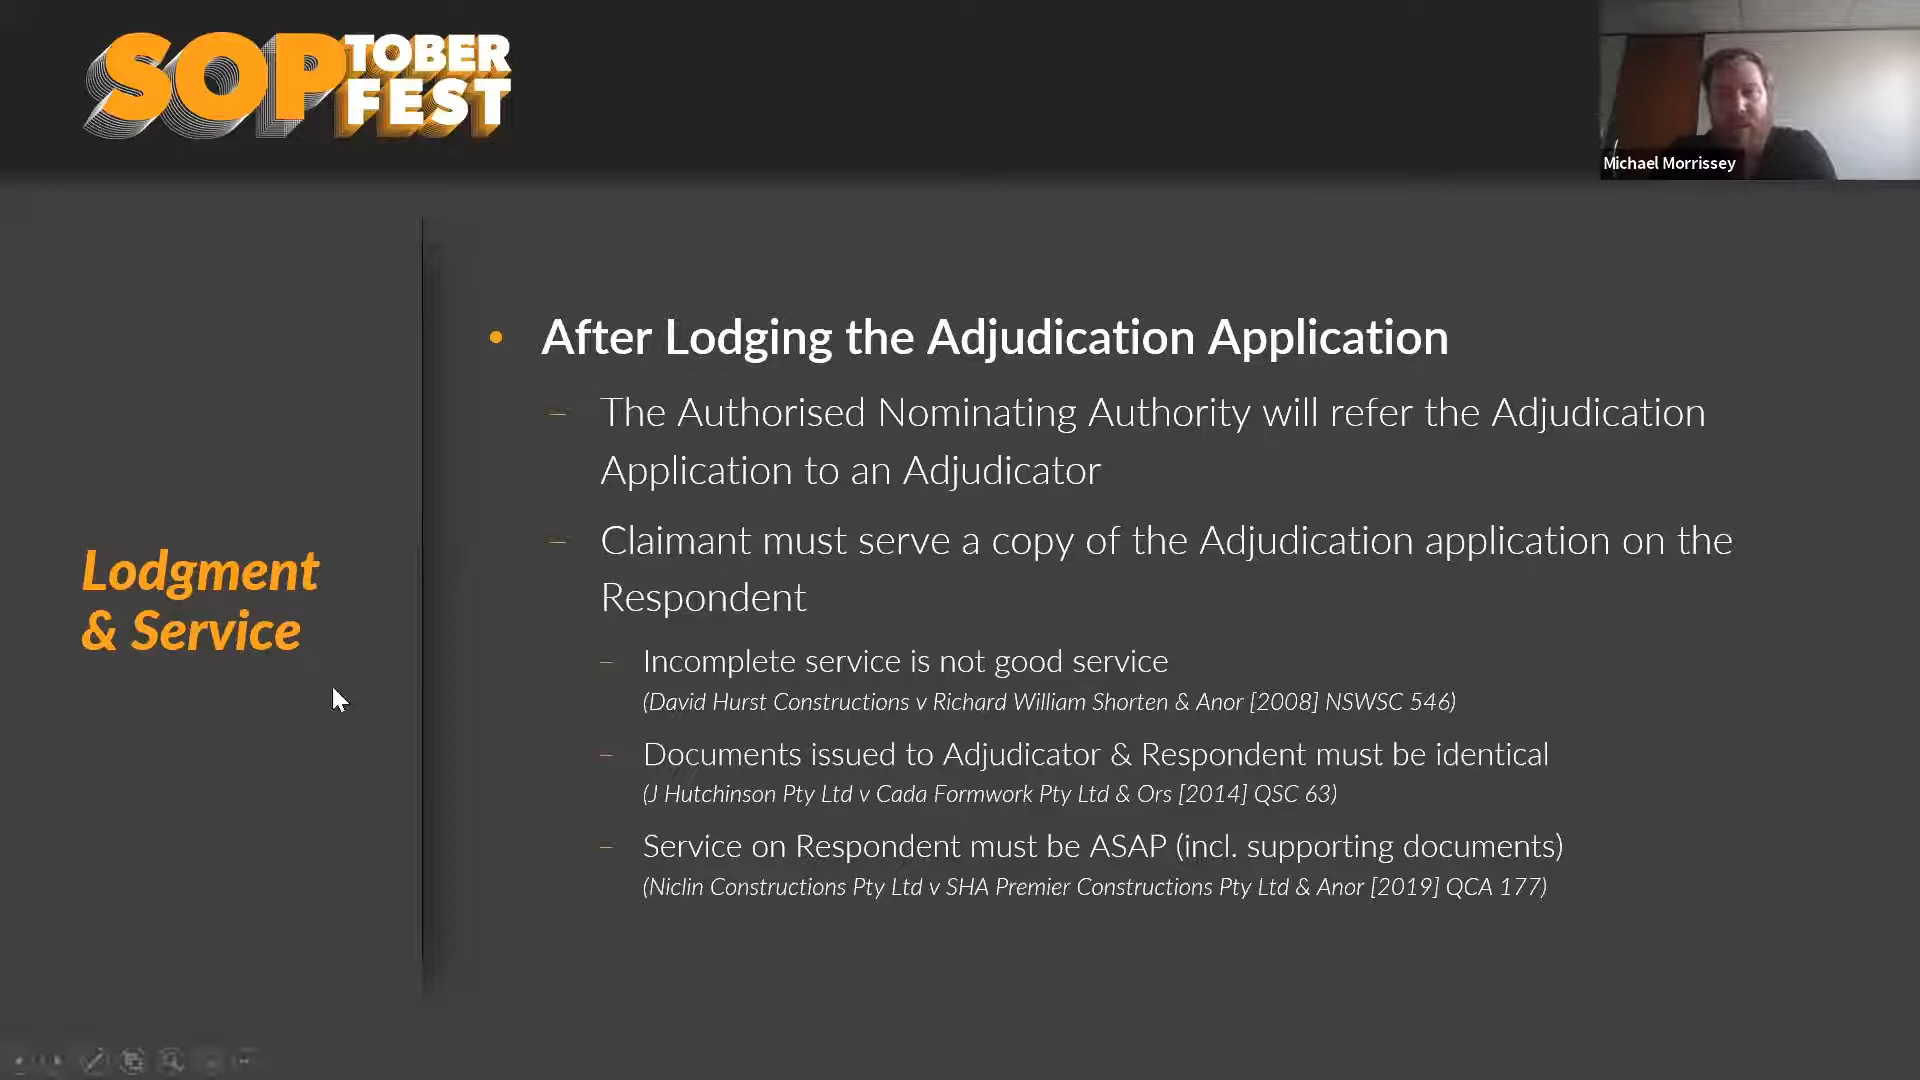 SOPTOBER
FEST
Michael Morrissey
Lodgment
& Service
• After Lodging the Adjudication Application
– The Authorised Nominating Authority will refer the Adjudication
Application to an Adjudicator
– Claimant must serve a copy of the Adjudication application on the
Respondent
– Incomplete service is not good service
(David Hurst Constructions v Richard William Shorten & Anor [2008] NSWSC 546)
– Documents issued to Adjudicator & Respondent must be identical
(J Hutchinson Pty Ltd v Cada Formwork Pty Ltd & Ors [2014] QSC 63)
– Service on Respondent must be ASAP (incl. supporting documents)
(Niclin Constructions Pty Ltd v SHA Premier Constructions Pty Ltd & Anor [2019] QCA 177)